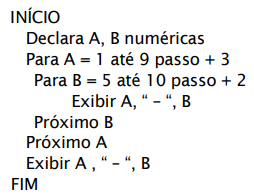 INÍCIO
Declara A, B numéricas
Para A = 1 até 9 passo + 3
Para B = 5 até 10 passo + 2
Exibir A, “ – “, B
Próximo B
Próximo A
Exibir A , “ – “, B
FIM